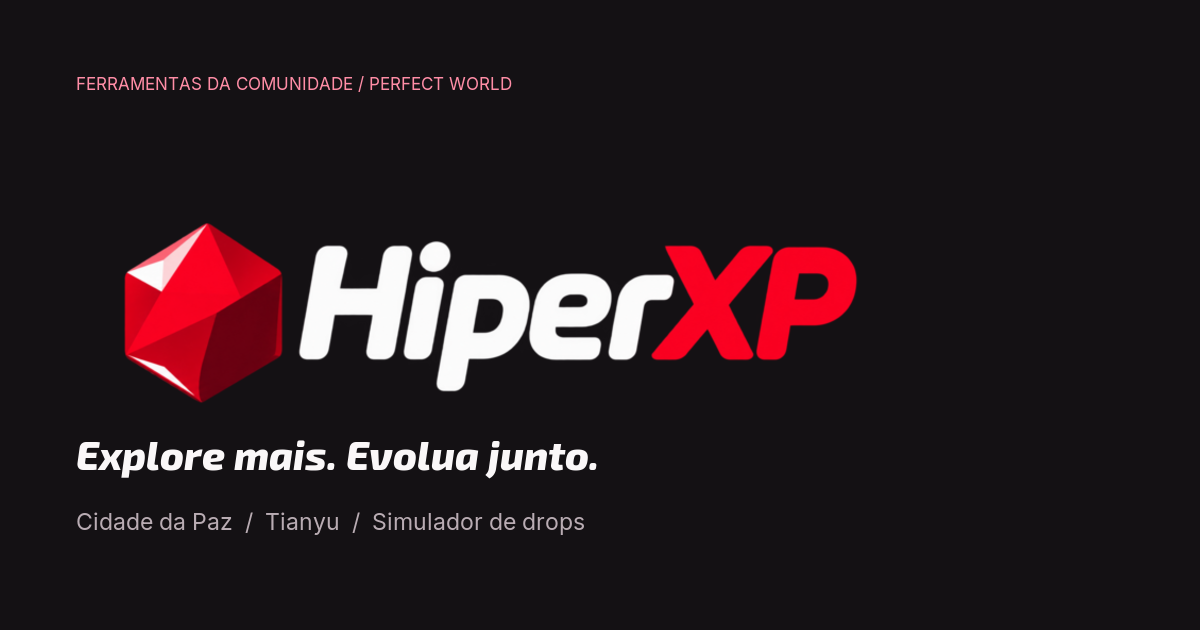 FERRAMENTAS DA COMUNIDADE / PERFECT WORLD
HiperXP
Explore mais. Evolua junto.
Cidade da Paz / Tianyu / Simulador de drops